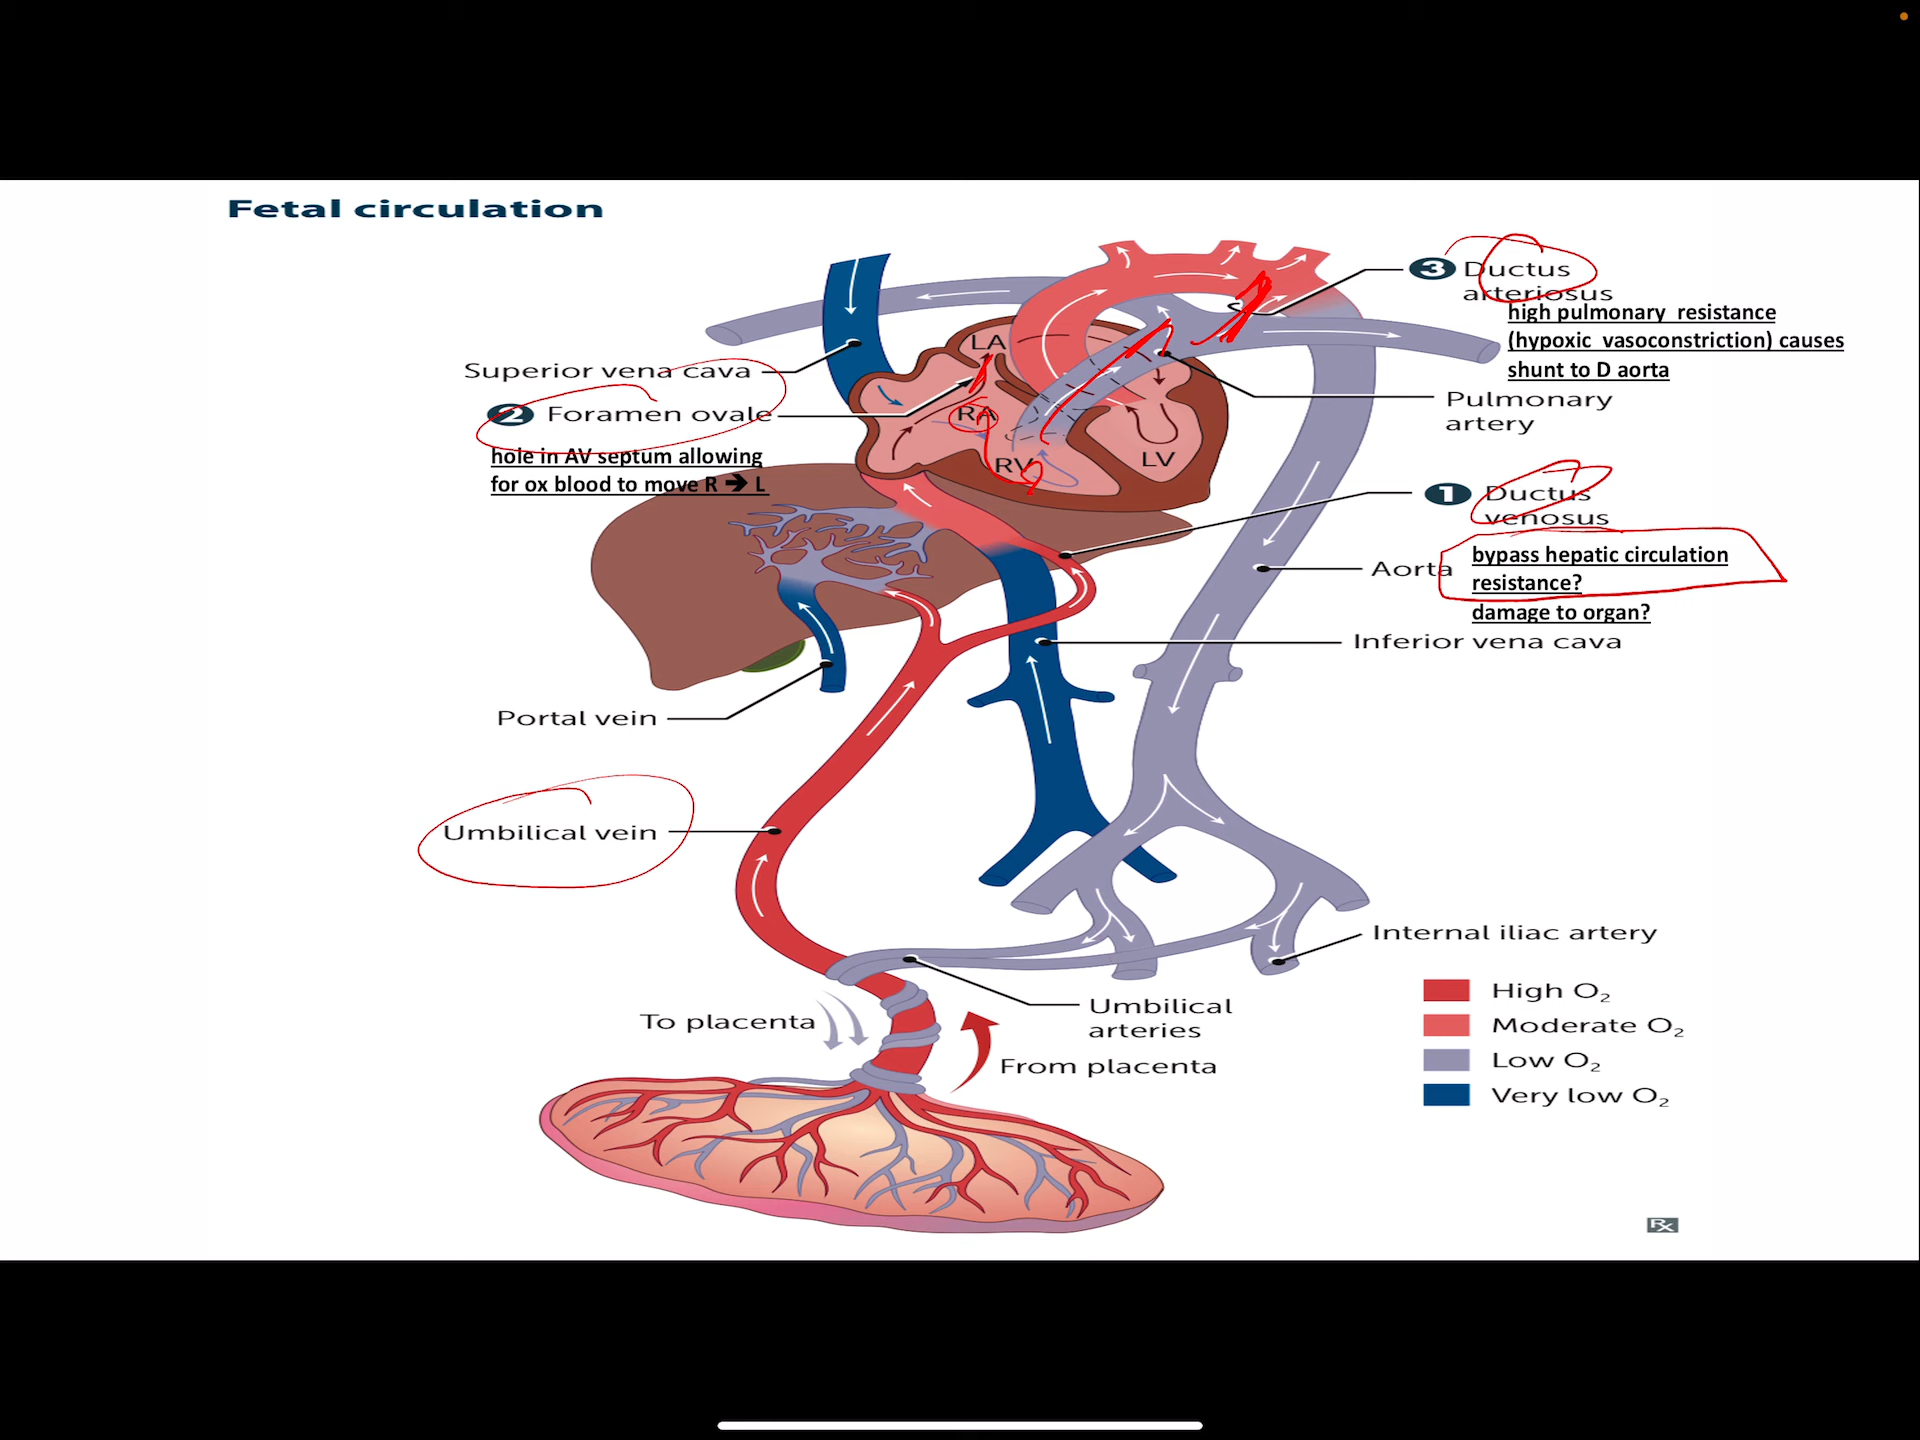 Fetal circulation
Superior vena cava
2 Foramen ovale
hole in AV septum allowing
for ox blood to move R → L
3 Ductus
arteriosus
high pulmonary resistance
(hypoxic vasoconstriction) causes
shunt to D aorta
Pulmonary
artery
LA
RA
RV
LV
1 Ductus
venosus
bypass hepatic circulation
resistance?
damage to organ?
Aorta
Inferior vena cava
Portal vein
Umbilical vein
Internal iliac artery
Umbilical
arteries
To placenta
From placenta
High O₂
Moderate O₂
Low O₂
Very low O₂
Rx